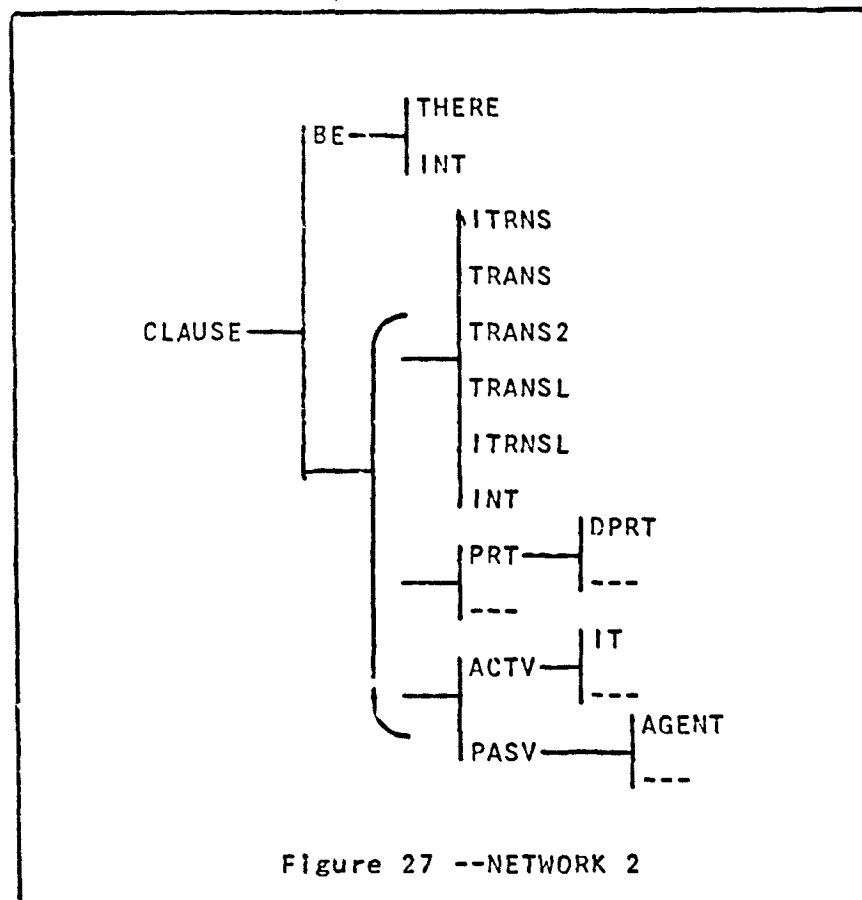 THERE
BE
INT
ITRNS
TRANS
CLAUSE
TRANS2
TRANSL
ITRNSL
INT
DPRT
PRT
---
---
IT
ACTV
---
AGENT
PASV
---
Figure 27 --NETWORK 2